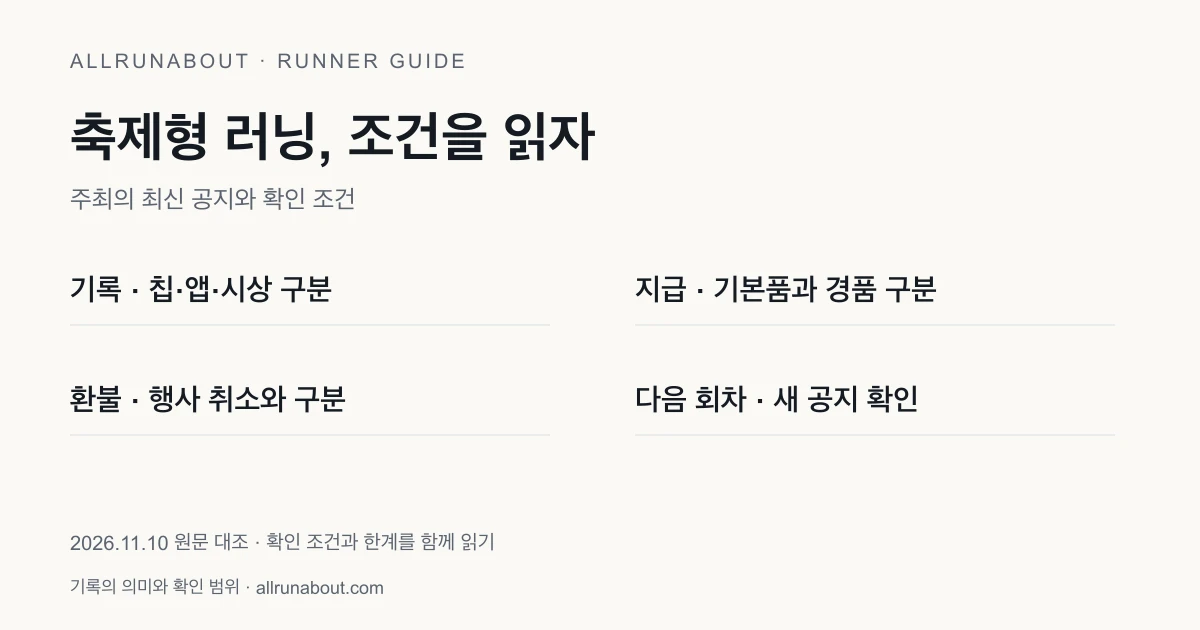 ALLRUNABOUT · RUNNER GUIDE
축제형 러닝, 조건을 읽자
주최의 최신 공지와 확인 조건
기록 · 칩·앱·시상 구분
지급 · 기본품과 경품 구분
환불 · 행사 취소와 구분
다음 회차 · 새 공지 확인
2026.11.10 원문 대조 · 확인 조건과 한계를 함께 읽기
기록의 의미와 확인 범위 · allrunabout.com